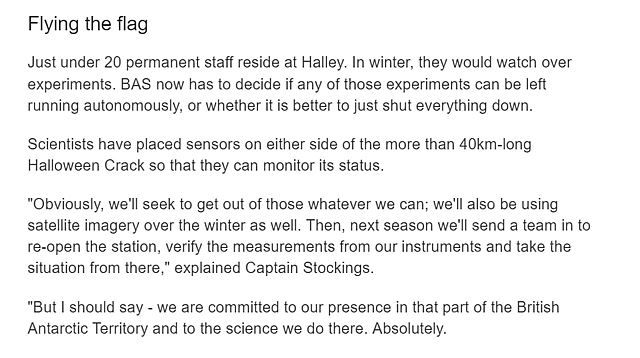 Flying the flag
Just under 20 permanent staff reside at Halley. In winter, they would watch over
experiments. BAS now has to decide if any of those experiments can be left
running autonomously, or whether it is better to just shut everything down.
Scientists have placed sensors on either side of the more than 40km-long
Halloween Crack so that they can monitor its status.
"Obviously, we'll seek to get out of those whatever we can; we'll also be using
satellite imagery over the winter as well. Then, next season we'll send a team in to
re-open the station, verify the measurements from our instruments and take the
situation from there," explained Captain Stockings.
"But I should say - we are committed to our presence in that part of the British
Antarctic Territory and to the science we do there. Absolutely.